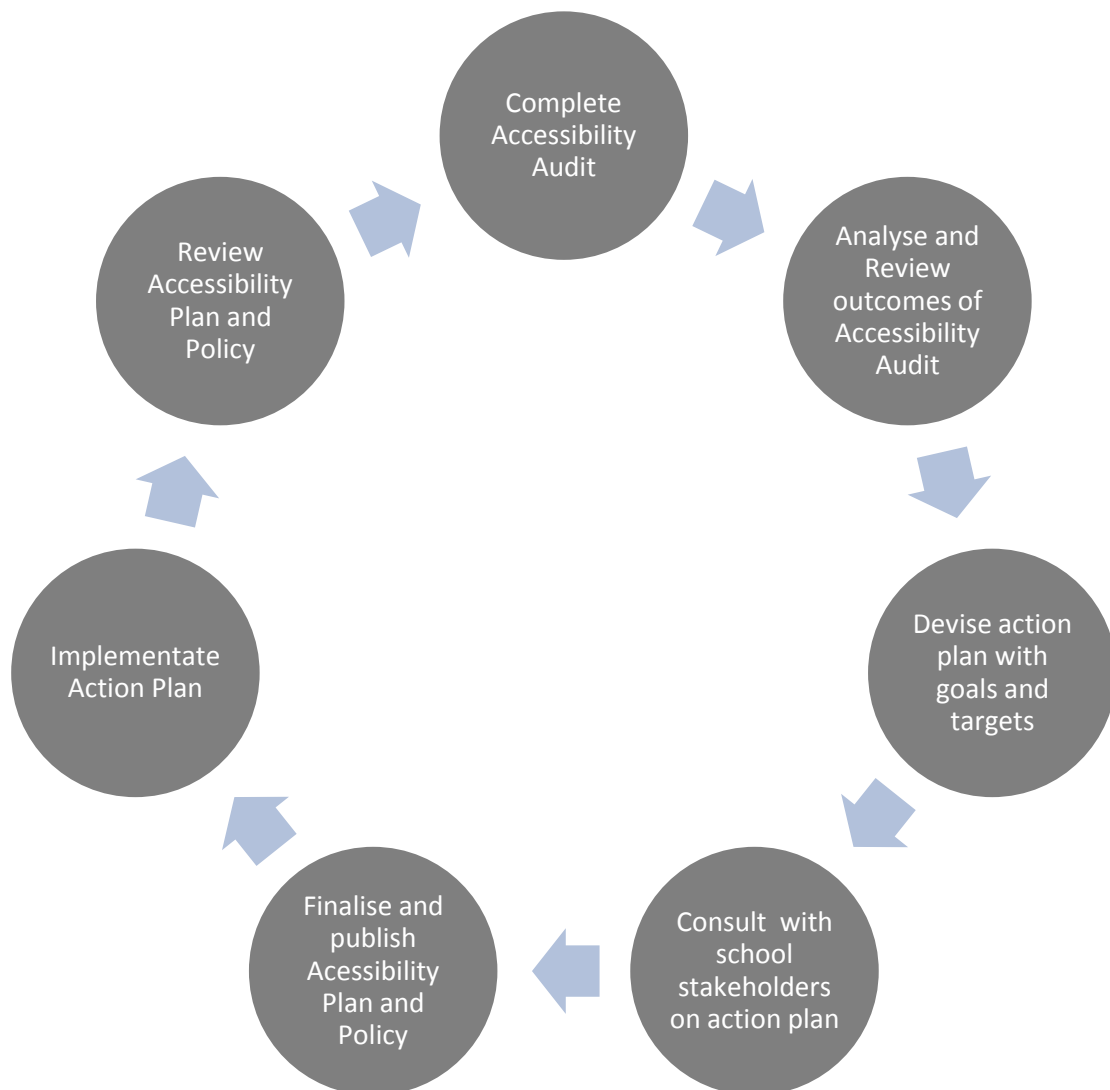 Complete
Accessibility
Audit
Analyse and
Review
outcomes of
Accessibility
Audit
Devise action
plan with
goals and
targets
Consult  with
school
stakeholders
on action plan
Finalise and
publish
Acessibility
Plan and
Policy
Implementate
Action Plan
Review
Accessibility
Plan and
Policy